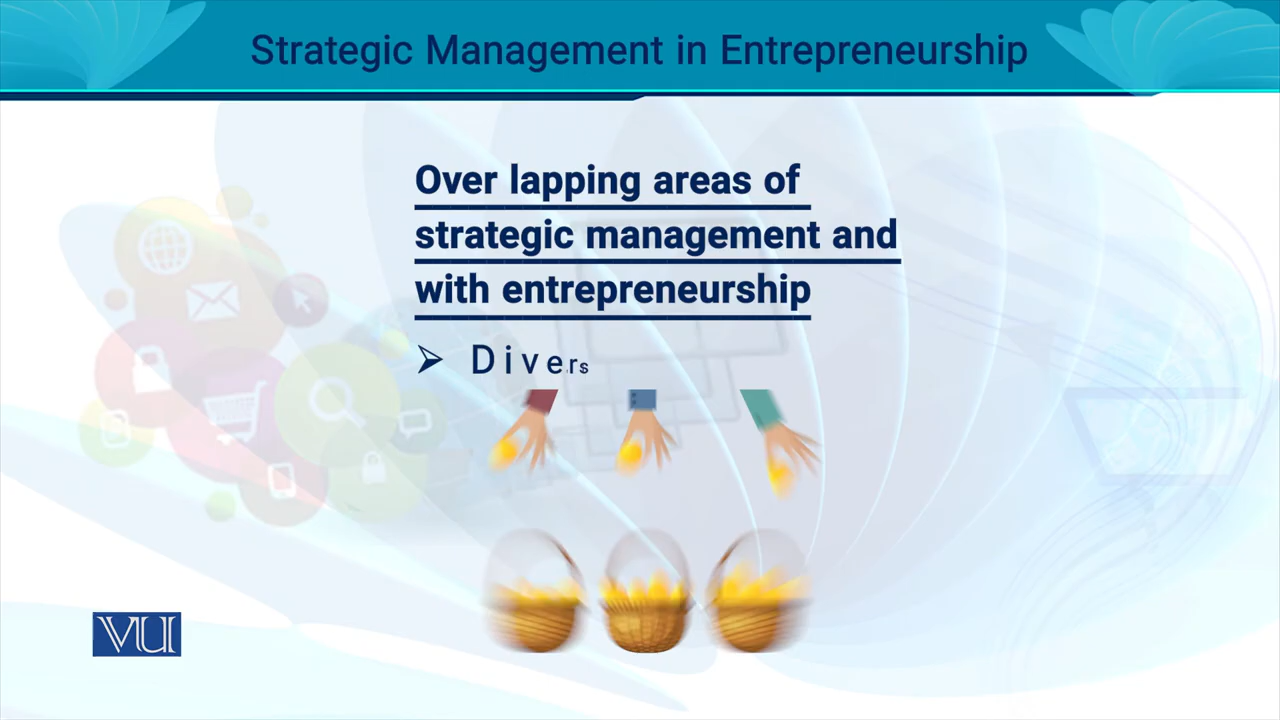 Strategic Management in Entrepreneurship
Over lapping areas of
strategic management and
with entrepreneurship
➢ Divers
VU